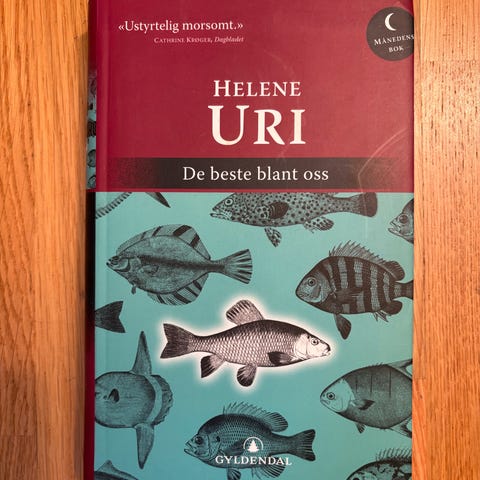 «Ustyrtelig morsomt.»
CATHRINE KRØGER, Dagbladet
MÅNEDENS
BOK
HELENE
URI
De beste blant oss
GYLDENDAL